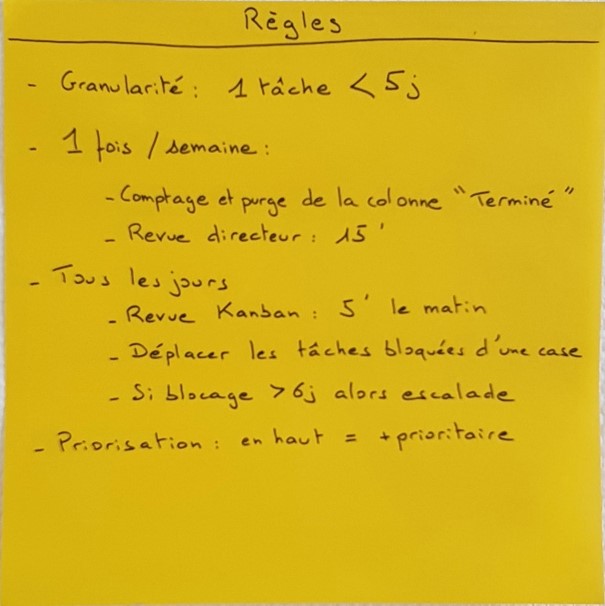 Règles
- Granularité : 1 tâche < 5j
- 1 fois / semaine :
- Comptage et purge de la colonne "Terminé"
- Revue directeur : 15'
- Tous les jours
- Revue Kanban : 5' le matin
- Déplacer les tâches bloquées d'une case
- Si blocage > 6j alors escalade
- Priorisation : en haut = + prioritaire